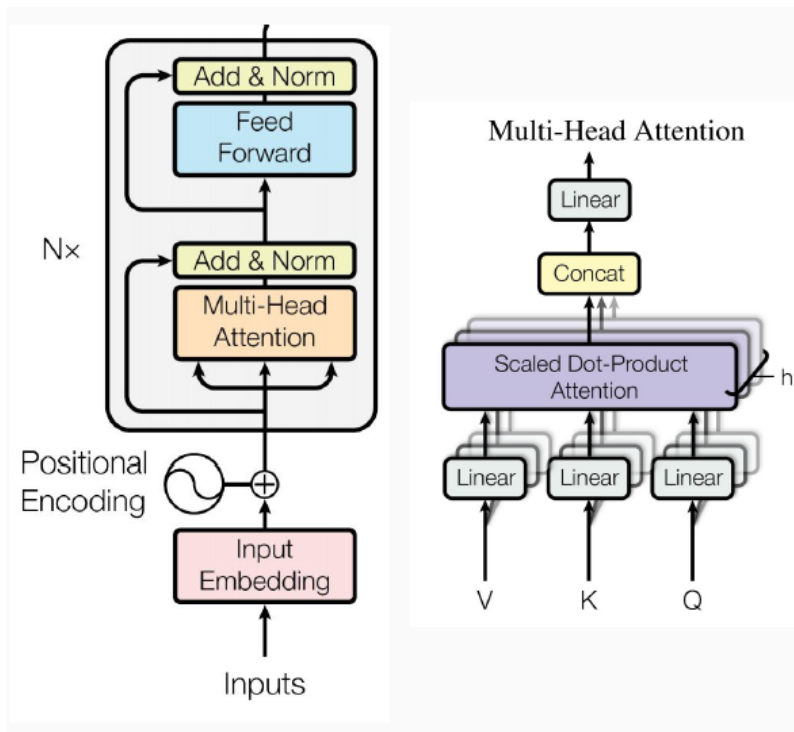 Add & Norm
Feed
Forward
Nx
Add & Norm
Multi-Head
Attention
Positional
Encoding
Input
Embedding
Inputs
Multi-Head Attention
Linear
Concat
Scaled Dot-Product
Attention
h
Linear
Linear
Linear
V
K
Q